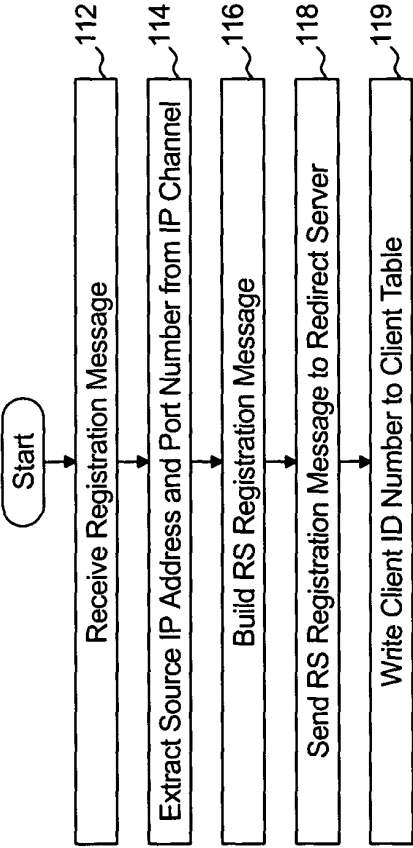 Start
Receive Registration Message
112
Extract Source IP Address and Port Number from IP Channel
114
Build RS Registration Message
116
Send RS Registration Message to Redirect Server
118
Write Client ID Number to Client Table
119